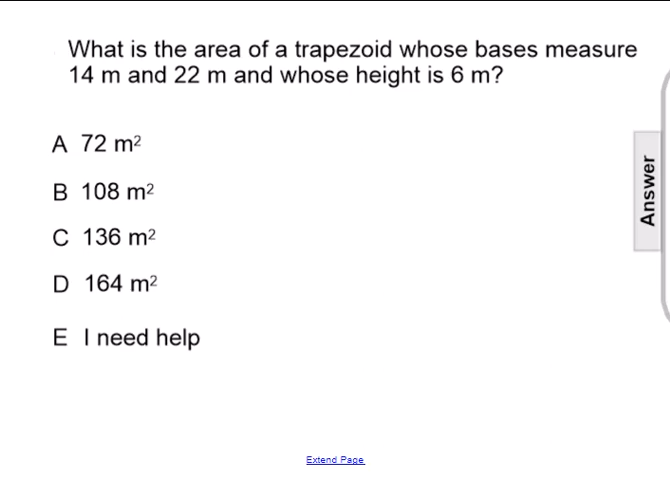 What is the area of a trapezoid whose bases measure
14 m and 22 m and whose height is 6 m?
A 72 m²
B 108 m²
C 136 m²
D 164 m²
E I need help
Answer
Extend Page